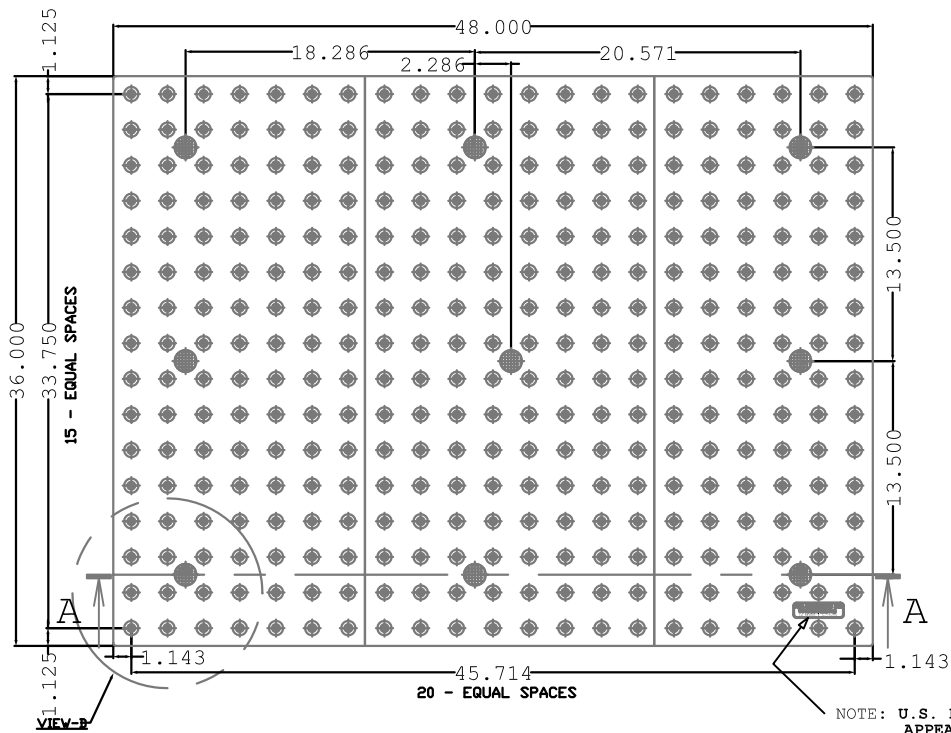 48.000
1.125
18.286
20.571
2.286
13.500
36.000
33.750
15 - EQUAL SPACES
13.500
A
A
1.125
1.143
45.714
1.143
20 - EQUAL SPACES
VIEW-B
NOTE: U.S.
APPEA